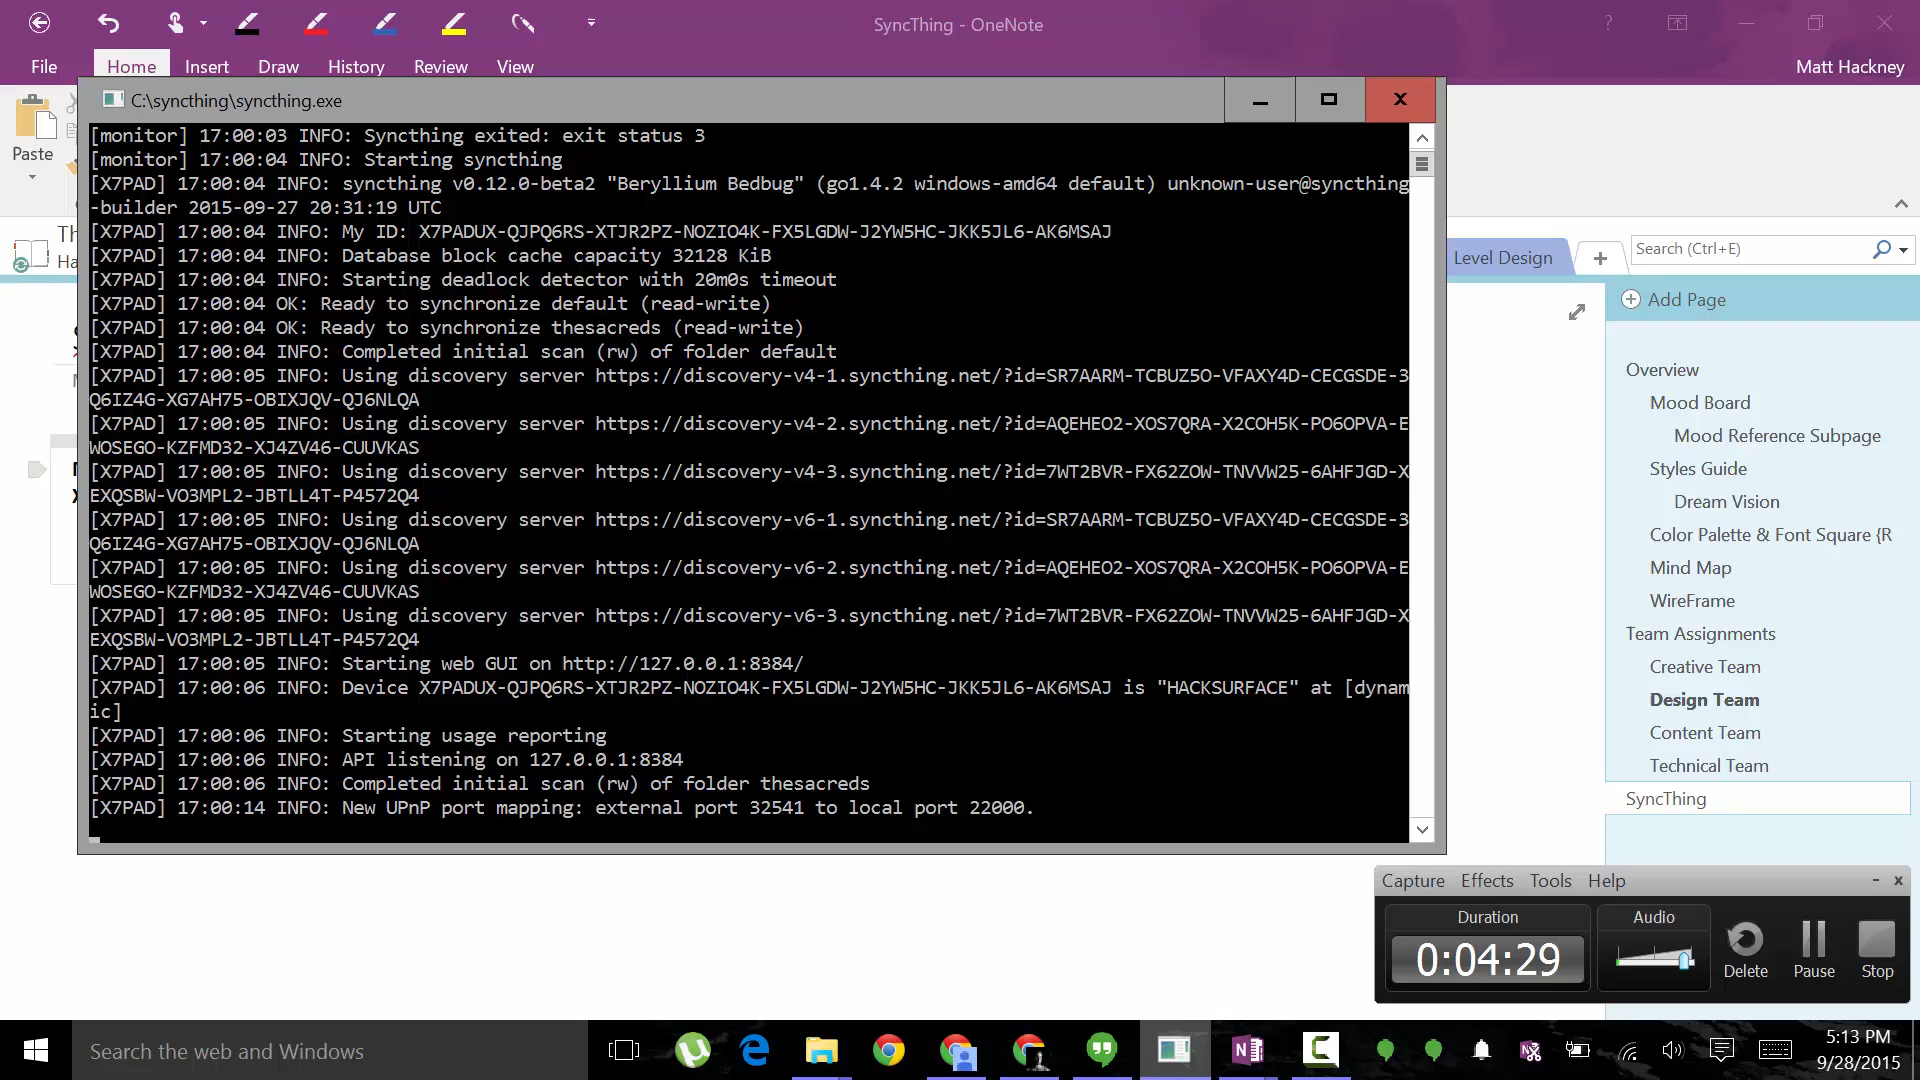 SyncThing - OneNote
File Home Insert Draw History Review View Matt Hackney
C:\syncthing\syncthing.exe
Paste
[monitor] 17:00:03 INFO: Syncthing exited: exit status 3
[monitor] 17:00:04 INFO: Starting syncthing
[X7PAD] 17:00:04 INFO: syncthing v0.12.0-beta2 "Beryllium Bedbug" (go1.4.2 windows-amd64 default) unknown-user@syncthing
-builder 2015-09-27 20:31:19 UTC
[X7PAD] 17:00:04 INFO: My ID: X7PADUX-QJPQ6RS-XTJR2PZ-NOZIO4K-FX5LGDW-J2YW5HC-JKK5JL6-AK6MSAJ
[X7PAD] 17:00:04 INFO: Database block cache capacity 32128 KiB
[X7PAD] 17:00:04 INFO: Starting deadlock detector with 20m0s timeout
[X7PAD] 17:00:04 OK: Ready to synchronize default (read-write)
[X7PAD] 17:00:04 OK: Ready to synchronize thesacreds (read-write)
[X7PAD] 17:00:04 INFO: Completed initial scan (rw) of folder default
[X7PAD] 17:00:05 INFO: Using discovery server https://discovery-v4-1.syncthing.net/?id=SR7AARM-TCBUZ5O-VFAXY4D-CECGSDE-3
Q6IZ4G-XG7AH75-OBIXJQV-QJ6NLQA
[X7PAD] 17:00:05 INFO: Using discovery server https://discovery-v4-2.syncthing.net/?id=AQEHEO2-XOS7QRA-X2COH5K-PO6OPVA-E
WOSEGO-KZFMD32-XJ4ZV46-CUUVKAS
[X7PAD] 17:00:05 INFO: Using discovery server https://discovery-v4-3.syncthing.net/?id=7WT2BVR-FX62ZOW-TNVVW25-6AHFJGD-X
EXQSBW-VO3MPL2-JBTLL4T-P4572Q4
[X7PAD] 17:00:05 INFO: Using discovery server https://discovery-v6-1.syncthing.net/?id=SR7AARM-TCBUZ5O-VFAXY4D-CECGSDE-3
Q6IZ4G-XG7AH75-OBIXJQV-QJ6NLQA
[X7PAD] 17:00:05 INFO: Using discovery server https://discovery-v6-2.syncthing.net/?id=AQEHEO2-XOS7QRA-X2COH5K-PO6OPVA-E
WOSEGO-KZFMD32-XJ4ZV46-CUUVKAS
[X7PAD] 17:00:05 INFO: Using discovery server https://discovery-v6-3.syncthing.net/?id=7WT2BVR-FX62ZOW-TNVVW25-6AHFJGD-X
EXQSBW-VO3MPL2-JBTLL4T-P4572Q4
[X7PAD] 17:00:05 INFO: Starting web GUI on http://127.0.0.1:8384/
[X7PAD] 17:00:06 INFO: Device X7PADUX-QJPQ6RS-XTJR2PZ-NOZIO4K-FX5LGDW-J2YW5HC-JKK5JL6-AK6MSAJ is "HACKSURFACE" at [dynam
ic]
[X7PAD] 17:00:06 INFO: Starting usage reporting
[X7PAD] 17:00:06 INFO: API listening on 127.0.0.1:8384
[X7PAD] 17:00:06 INFO: Completed initial scan (rw) of folder thesacreds
[X7PAD] 17:00:14 INFO: New UPnP port mapping: external port 32541 to local port 22000.
Level Design
Search (Ctrl+E)
Add Page
Overview
Mood Board
Mood Reference Subpage
Styles Guide
Dream Vision
Color Palette & Font Square {R
Mind Map
WireFrame
Team Assignments
Creative Team
Design Team
Content Team
Technical Team
SyncThing
Capture Effects Tools Help
Duration Audio
0:04:29
Delete Pause Stop
Search the web and Windows
5:13 PM
9/28/2015